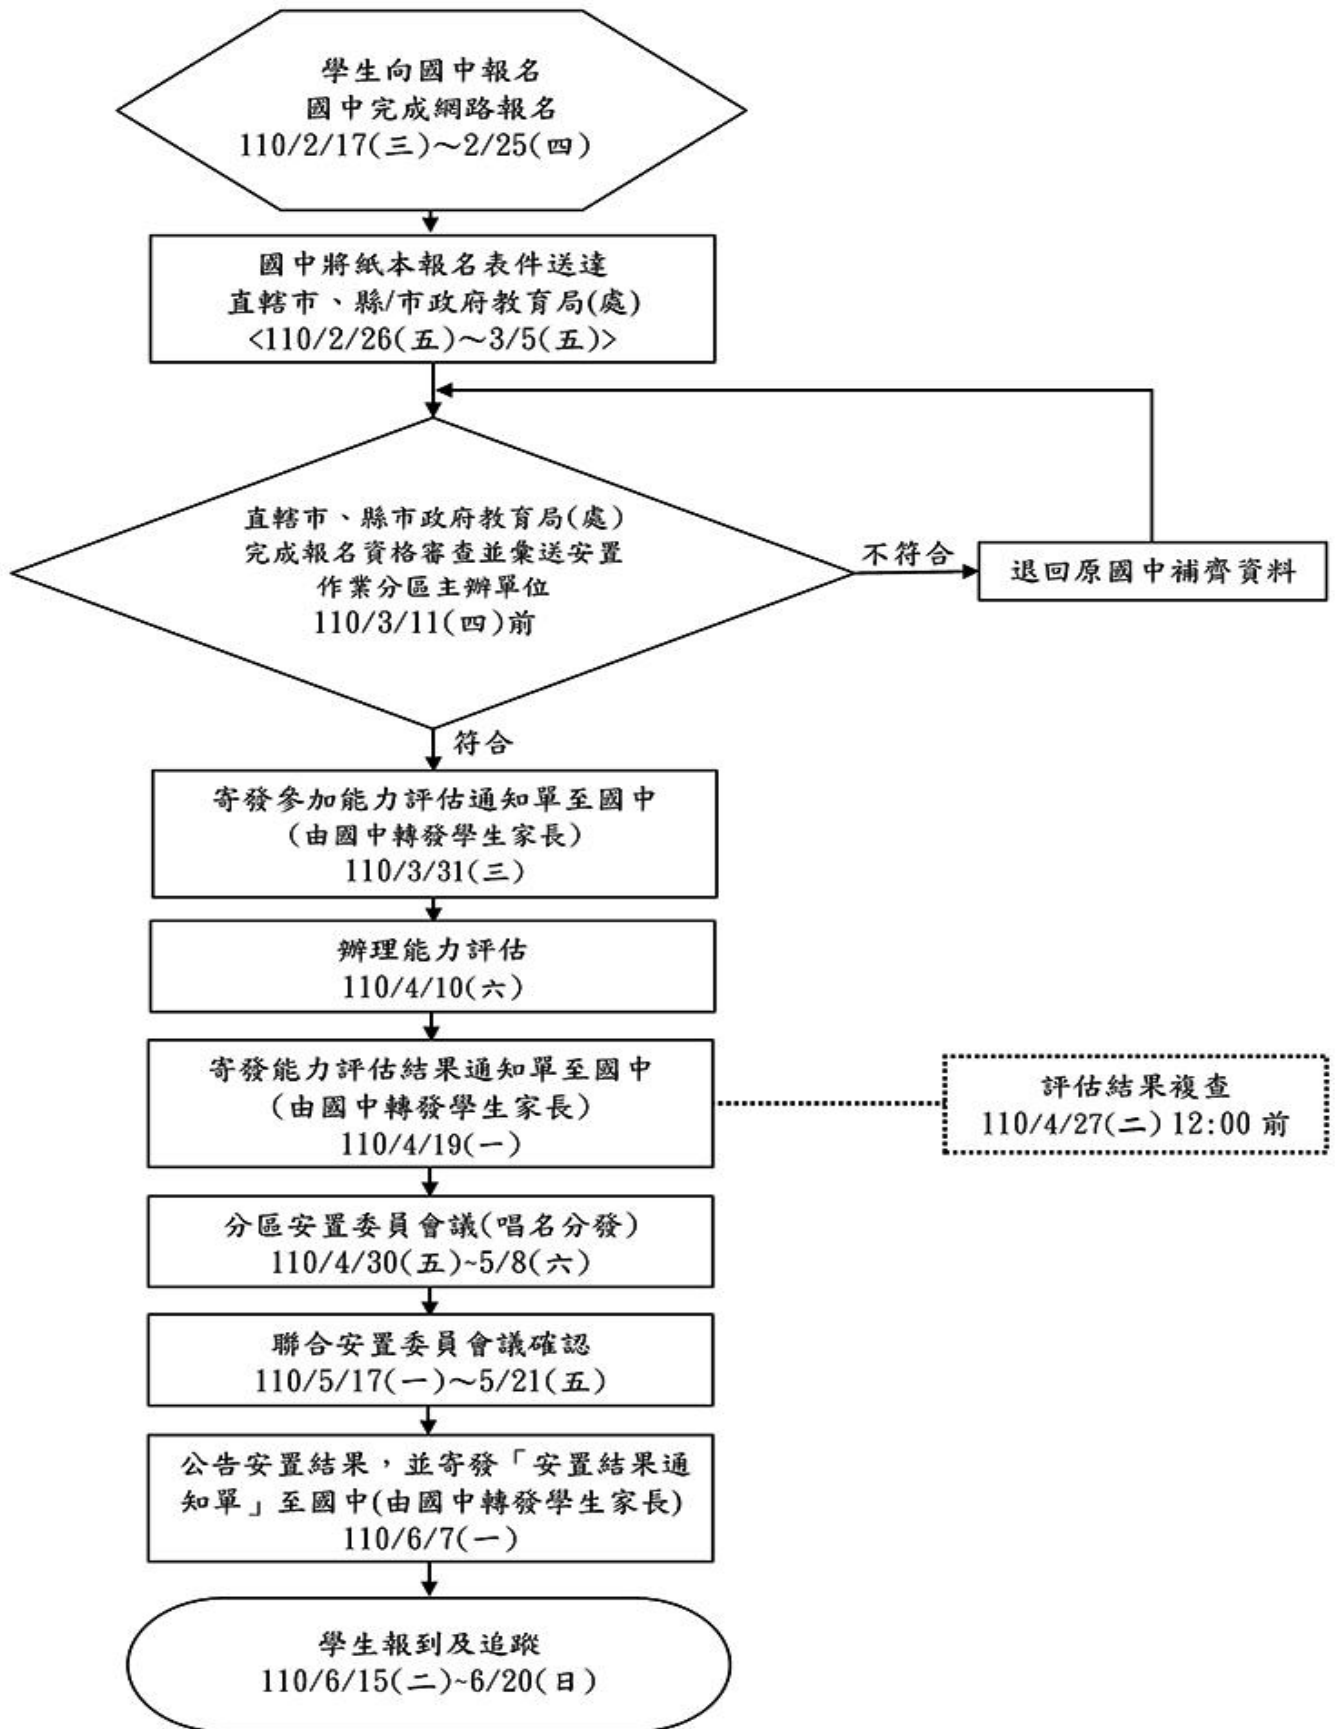 學生向國中報名
國中完成網路報名
110/2/17(三)～2/25(四)
國中將紙本報名表件送達
直轄市、縣/市政府教育局(處)
<110/2/26(五)～3/5(五)>
直轄市、縣市政府教育局(處)
完成報名資格審查並彙送安置
作業分區主辦單位
110/3/11(四)前
不符合
退回原國中補齊資料
符合
寄發參加能力評估通知單至國中
(由國中轉發學生家長)
110/3/31(三)
辦理能力評估
110/4/10(六)
寄發能力評估結果通知單至國中
(由國中轉發學生家長)
110/4/19(一)
評估結果複查
110/4/27(二) 12:00 前
分區安置委員會議(唱名分發)
110/4/30(五)~5/8(六)
聯合安置委員會議確認
110/5/17(一)～5/21(五)
公告安置結果，並寄發「安置結果通
知單」至國中(由國中轉發學生家長)
110/6/7(一)
學生報到及追蹤
110/6/15(二)~6/20(日)